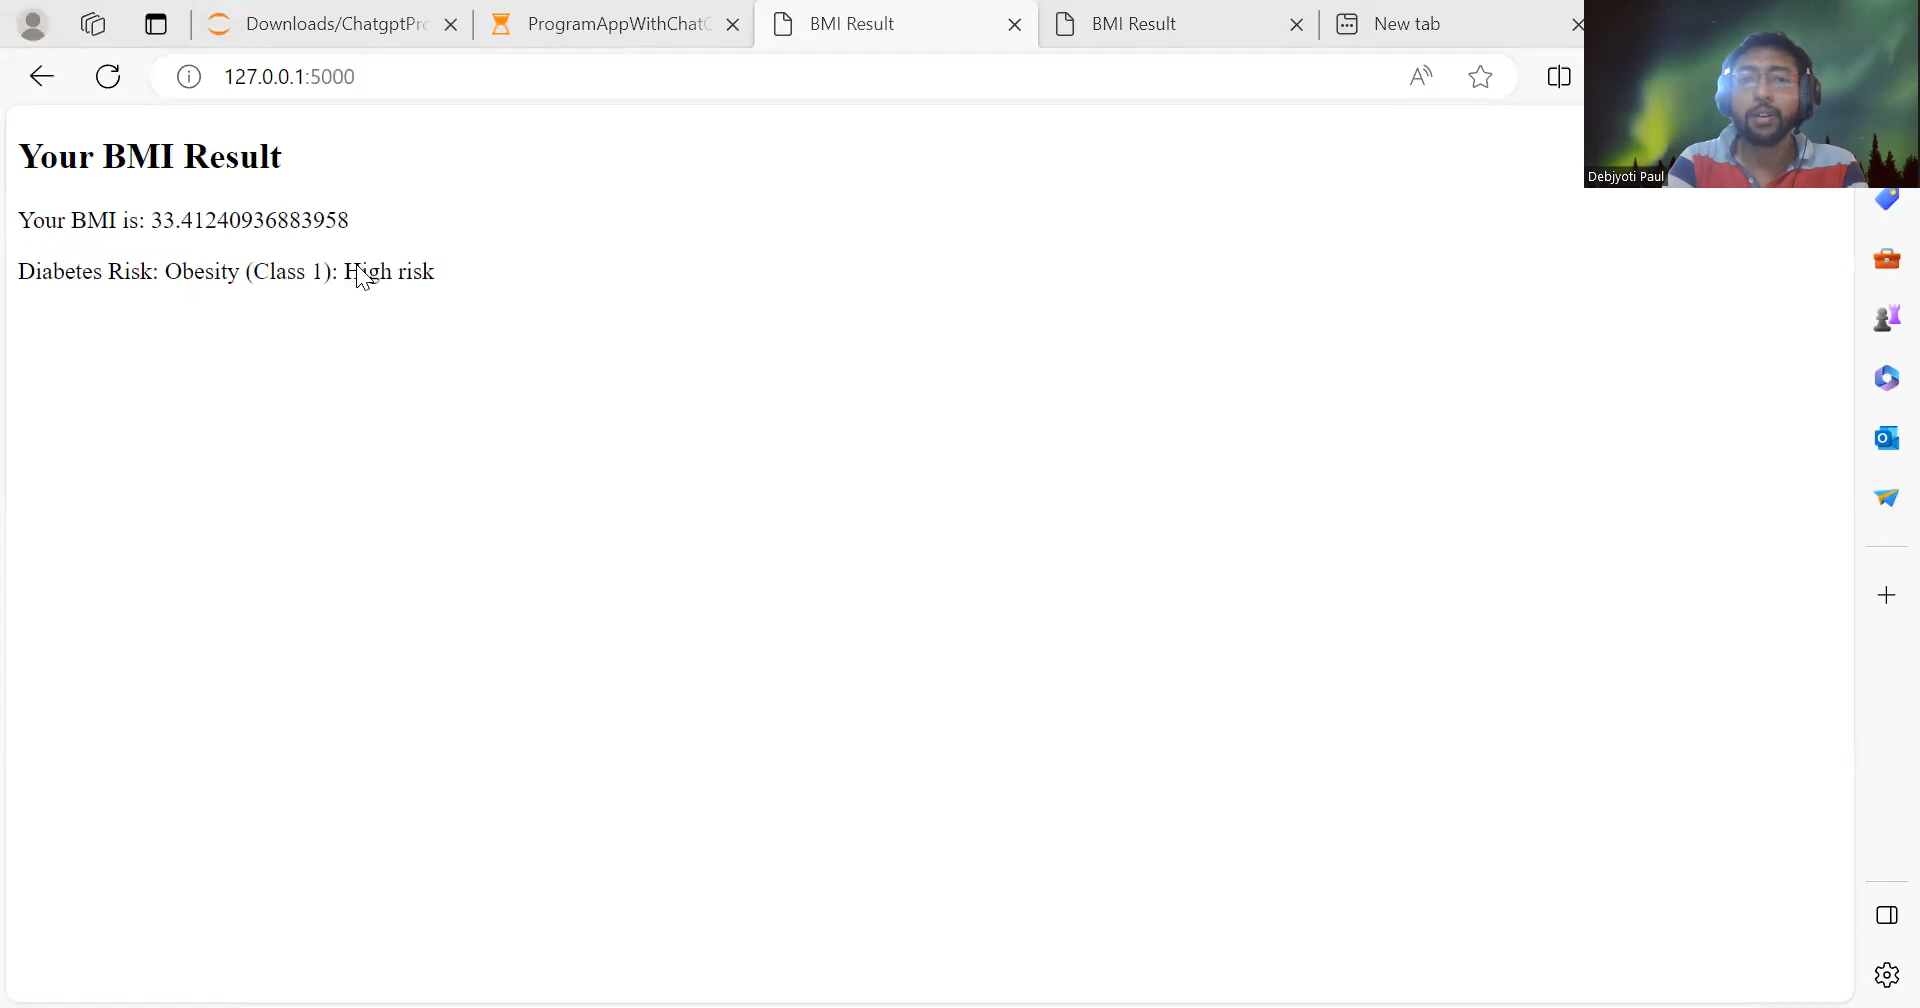 Downloads/ChatgptPr
ProgramAppWithChat
BMI Result
BMI Result
New tab
127.0.0.1:5000
Debjyoti Paul
Your BMI Result
Your BMI is: 33.41240936883958
Diabetes Risk: Obesity (Class 1): High risk